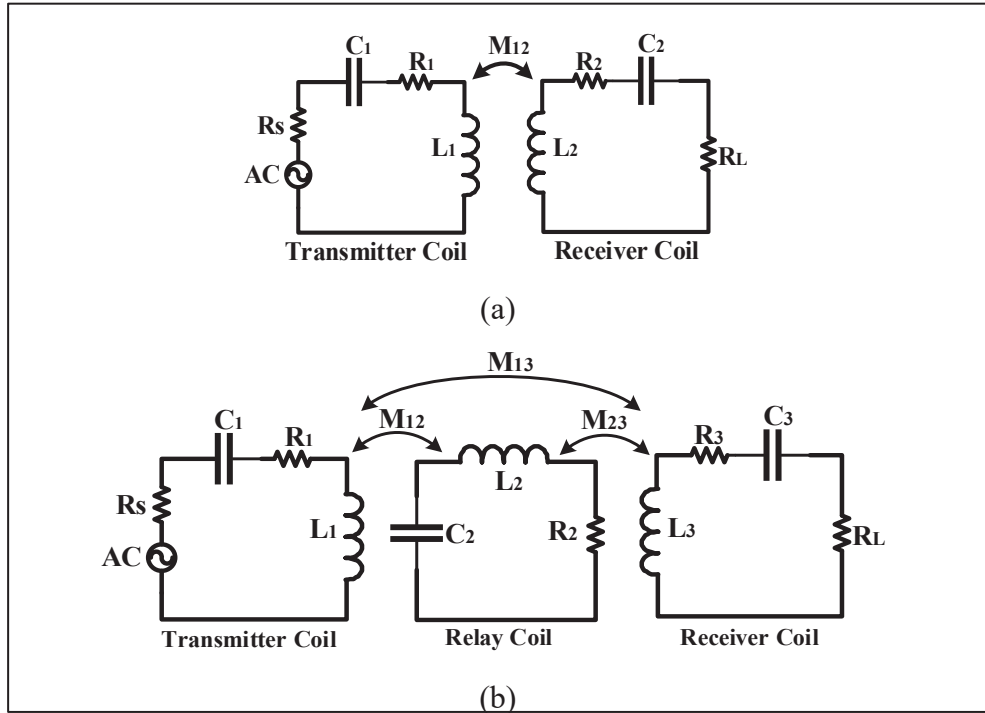 C1 R1 M12 R2 C2
Rs L1 L2 RL
AC
Transmitter Coil Receiver Coil
(a)
M13
C1 R1 M12 M23 R3 C3
L2
Rs L1 C2 R2 L3 RL
AC
Transmitter Coil Relay Coil Receiver Coil
(b)